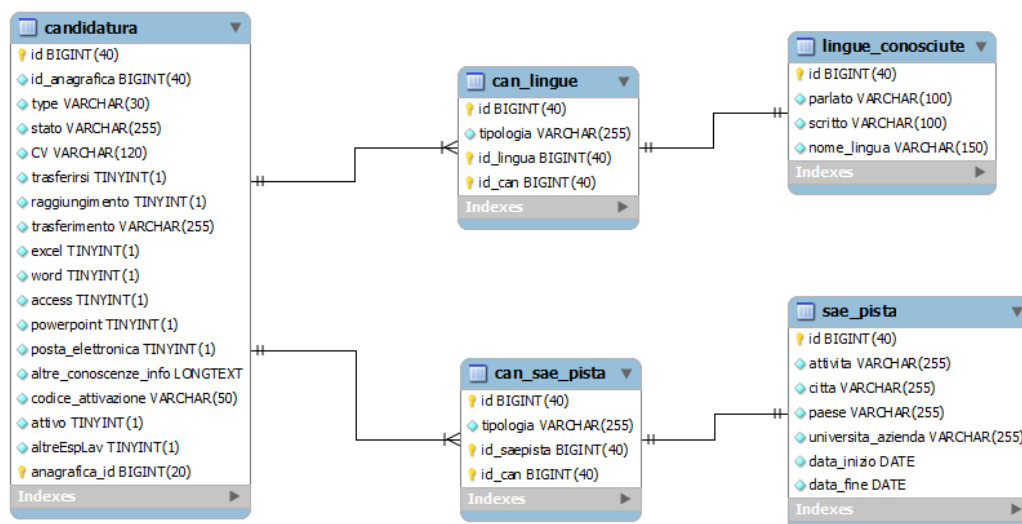 candidatura
id BIGINT(40)
id_anagrafica BIGINT(40)
type VARCHAR(30)
stato VARCHAR(255)
CV VARCHAR(120)
trasferirsi TINYINT(1)
raggiungimento TINYINT(1)
trasferimento VARCHAR(255)
excel TINYINT(1)
word TINYINT(1)
access TINYINT(1)
powerpoint TINYINT(1)
posta_elettronica TINYINT(1)
altre_conoscenze_info LONGTEXT
codice_attivazione VARCHAR(50)
attivo TINYINT(1)
altreEspLav TINYINT(1)
anagrafica_id BIGINT(20)
Indexes
can_lingue
id BIGINT(40)
tipologia VARCHAR(255)
id_lingua BIGINT(40)
id_can BIGINT(40)
Indexes
lingue_conosciute
id BIGINT(40)
parlato VARCHAR(100)
scritto VARCHAR(100)
nome_lingua VARCHAR(150)
Indexes
can_sae_pista
id BIGINT(40)
tipologia VARCHAR(255)
id_saepista BIGINT(40)
id_can BIGINT(40)
Indexes
sae_pista
id BIGINT(40)
attivita VARCHAR(255)
citta VARCHAR(255)
paese VARCHAR(255)
universita_azienda VARCHAR(255)
data_inizio DATE
data_fine DATE
Indexes